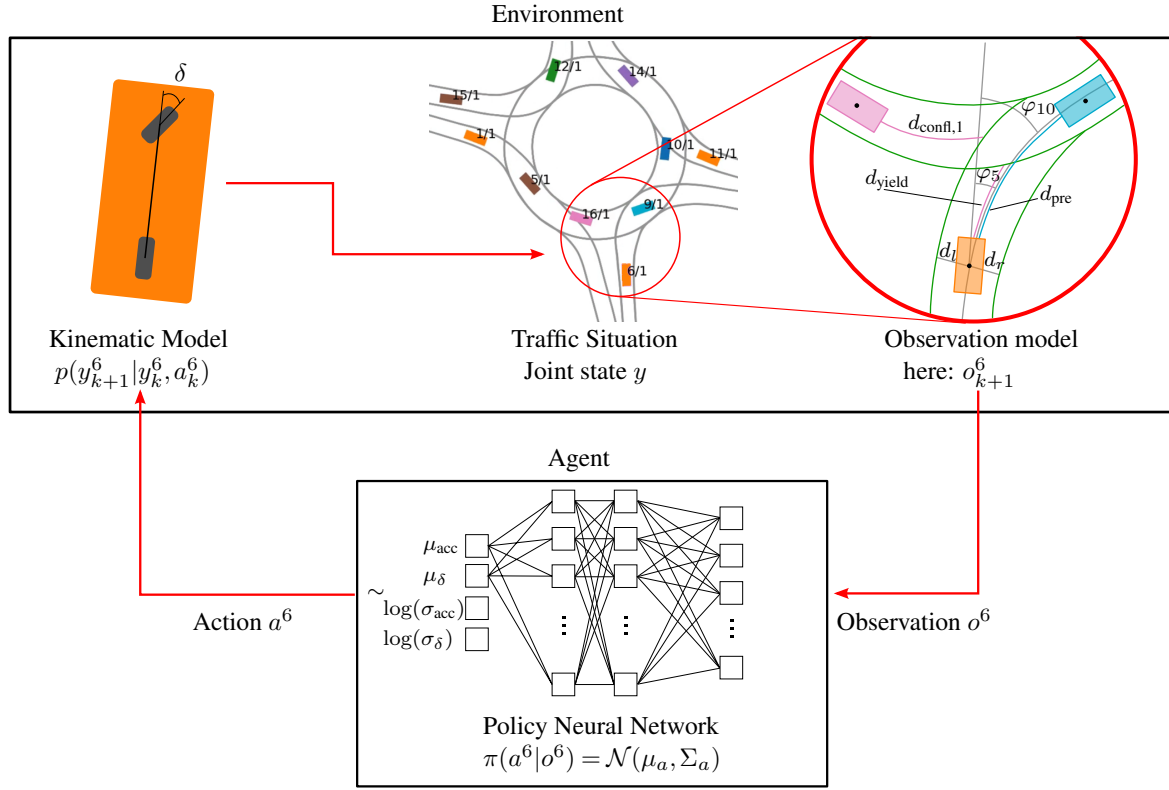 Environment
δ
12/1
14/1
15/1
1/1
10/1
11/1
5/1
16/1
9/1
6/1
φ10
d_confl,1
φ5
d_yield
d_pre
d_l
d_r
Kinematic Model
p(y^6_{k+1}|y^6_k, a^6_k)
Traffic Situation
Joint state y
Observation model
here: o^6_{k+1}
Agent
μ_acc
μ_δ
~
log(σ_acc)
log(σ_δ)
Action a^6
Observation o^6
Policy Neural Network
π(a^6|o^6) = 𝒩(μ_a, Σ_a)